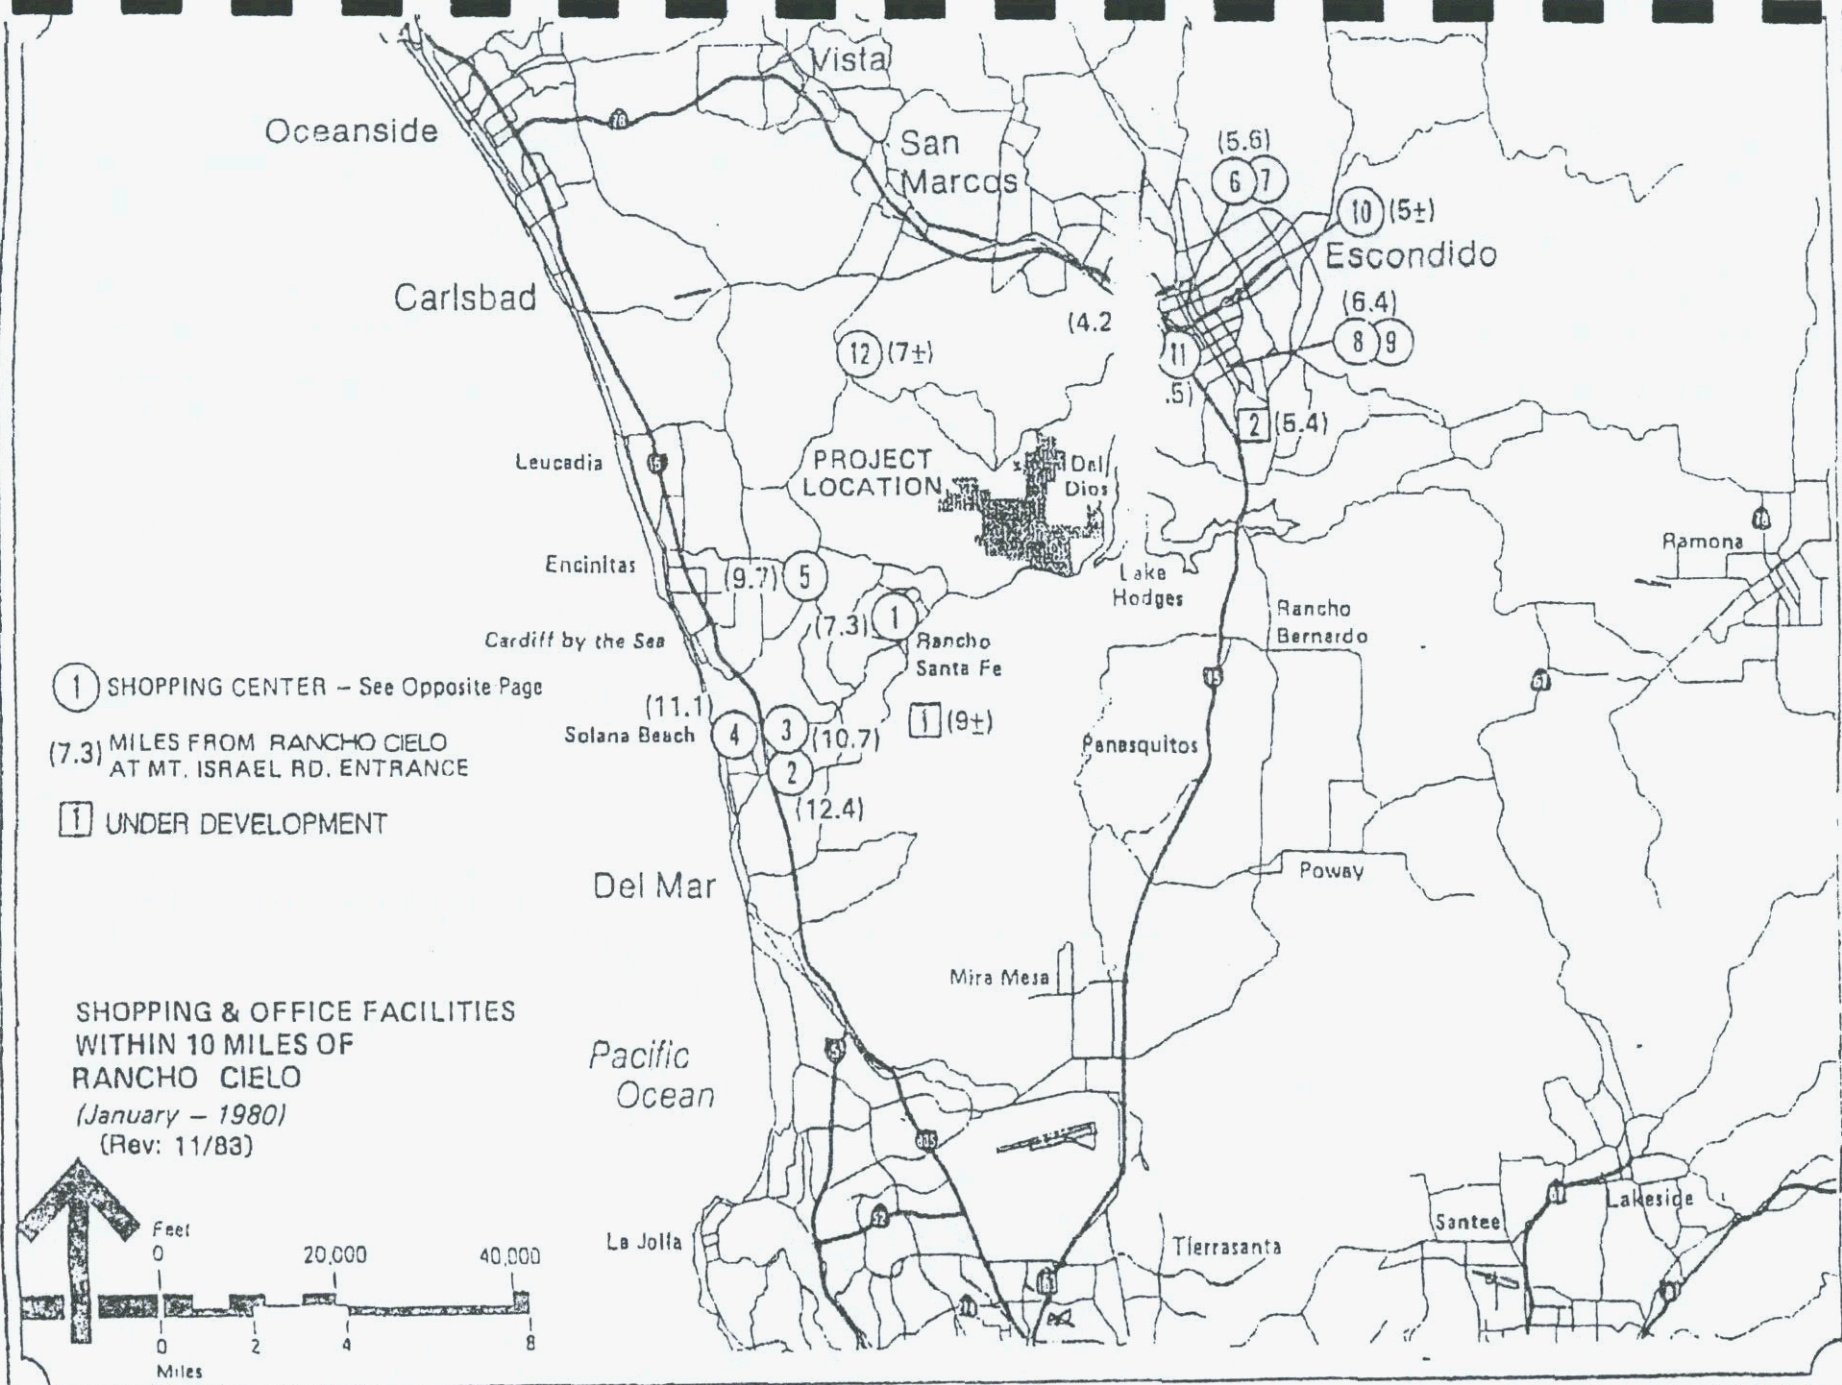 Vista
Oceanside
78
San
Marcos
(5.6)
6 7
10 (5±)
Escondido
Carlsbad
(6.4)
8 9
(4.2
11
.5)
12 (7±)
2 (5.4)
Leucadia
PROJECT
LOCATION
Del
Dios
Ramona
Encinitas
(9.7) 5
Lake
Hodges
Rancho
Bernardo
(7.3) 1
Cardiff by the Sea
Rancho
Santa Fe
1 SHOPPING CENTER – See Opposite Page
(11.1)
Solana Beach
4
3
(10.7)
1 (9±)
(7.3) MILES FROM RANCHO CIELO
AT MT. ISRAEL RD. ENTRANCE
2
(12.4)
Penasquitos
1 UNDER DEVELOPMENT
Poway
Del Mar
Mira Mesa
SHOPPING & OFFICE FACILITIES
WITHIN 10 MILES OF
RANCHO CIELO
(January – 1980)
(Rev: 11/83)
Pacific
Ocean
805
52
La Jolla
Tierrasanta
Santee
Lakeside
Feet
0 20,000 40,000
0 2 4 8
Miles